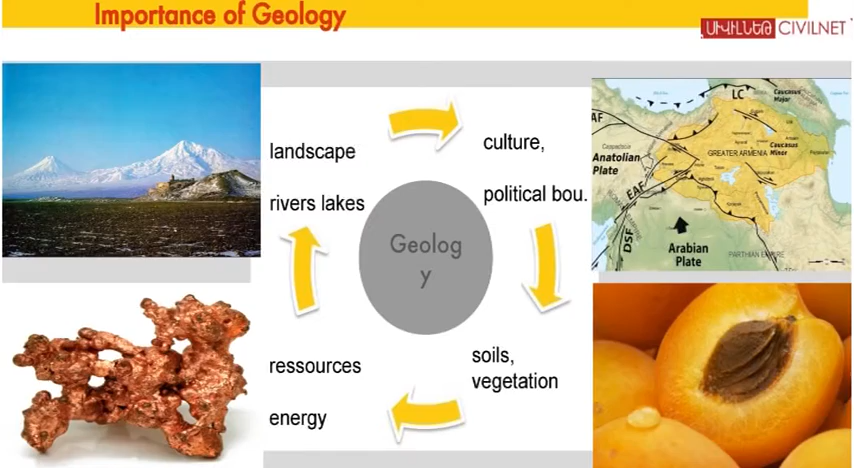 Importance of Geology
ՍԻՎԻԼՆԵԹ CIVILNET
landscape
rivers lakes
culture,
political bou.
Geolog
y
ressources
energy
soils,
vegetation
LC
Caucasus
Major
AF
Anatolian
Plate
GREATER ARMENIA
Caucasus
Minor
EAF
DSF
Arabian
Plate
PARTHIAN EMPIRE